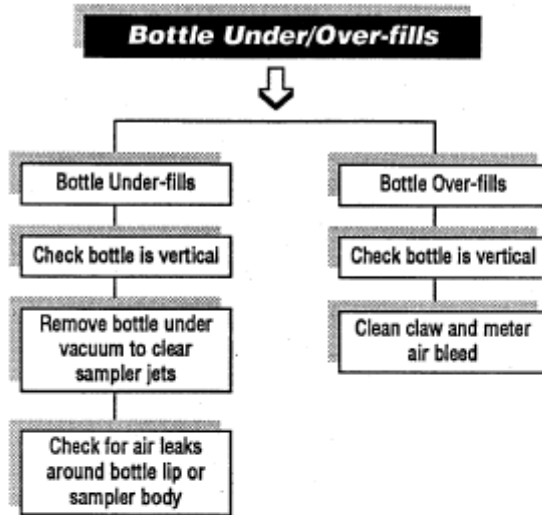 Bottle Under/Over-fills
Bottle Under-fills
Check bottle is vertical
Remove bottle under
vacuum to clear
sampler jets
Check for air leaks
around bottle lip or
sampler body
Bottle Over-fills
Check bottle is vertical
Clean claw and meter
air bleed